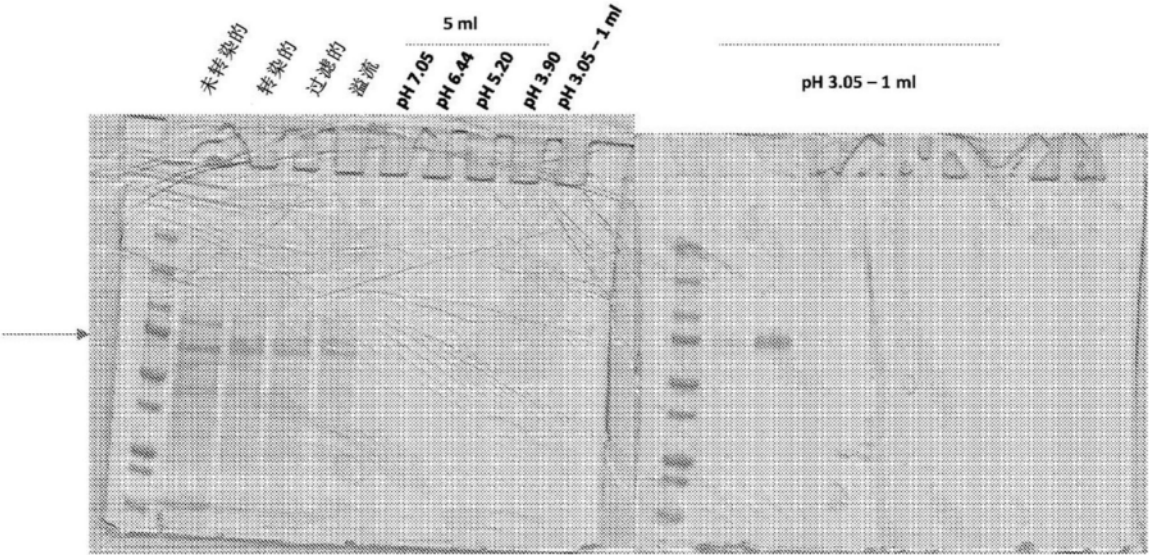 5 ml
未转染的
转染的
过滤的
溢流
pH 7.05
pH 6.44
pH 5.20
pH 3.90
pH 3.05 – 1 ml
pH 3.05 – 1 ml